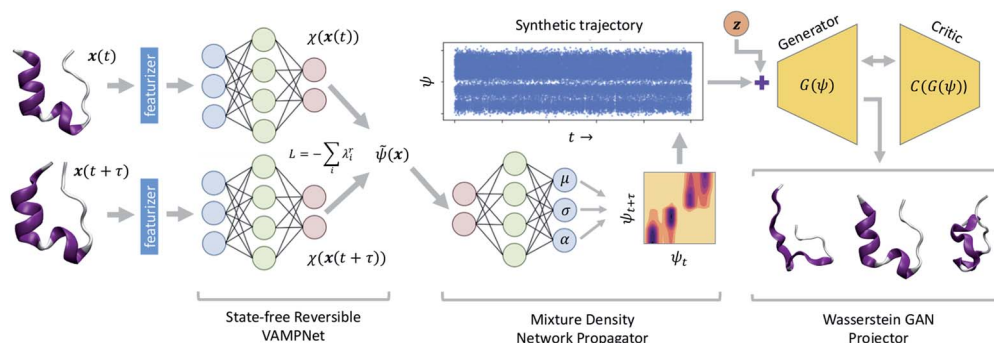 x(t)
featurizer
χ(x(t))
x(t + τ)
featurizer
χ(x(t + τ))
L = −∑ᵢ λᵢʳ
ψ̃(x)
State-free Reversible
VAMPNet
Synthetic trajectory
ψ
t →
μ
σ
α
ψt+τ
ψt
Mixture Density
Network Propagator
z
Generator
G(ψ)
Critic
C(G(ψ))
Wasserstein GAN
Projector